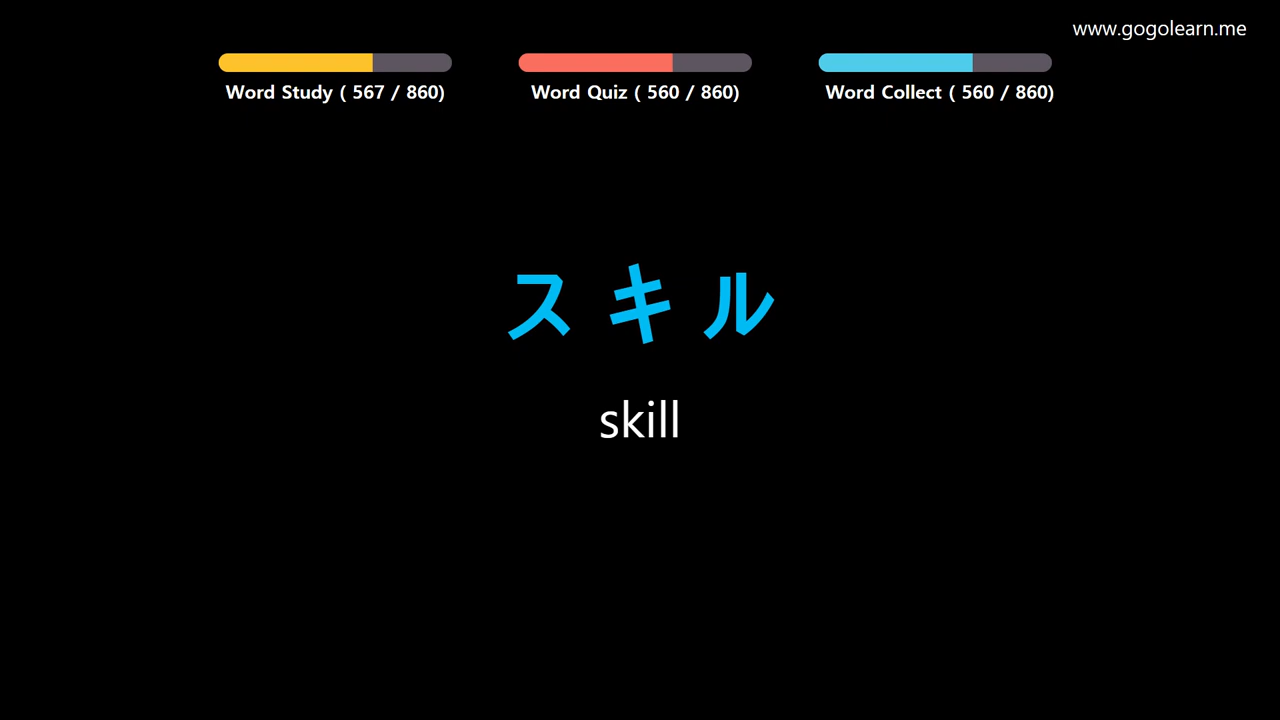 www.gogolearn.me
Word Study ( 567 / 860)
Word Quiz ( 560 / 860)
Word Collect ( 560 / 860)
スキル
skill